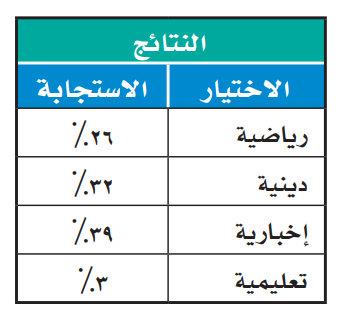 النتائج
الاختيار الاستجابة
رياضية ٢٦٪
دينية ٣٢٪
إخبارية ٣٩٪
تعليمية ٣٪